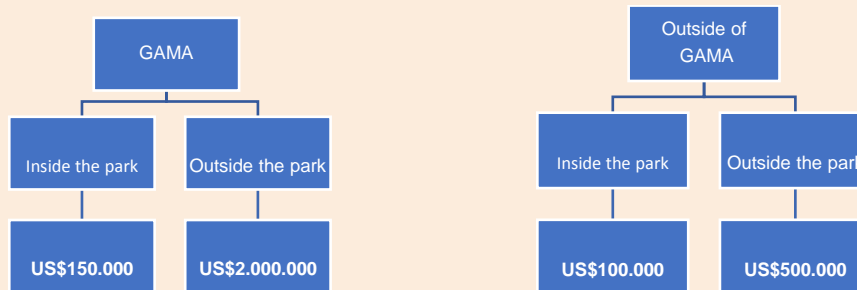 GAMA
Inside the park
Outside the park
US$150.000
US$2.000.000
Outside of
GAMA
Inside the park
Outside the park
US$100.000
US$500.000